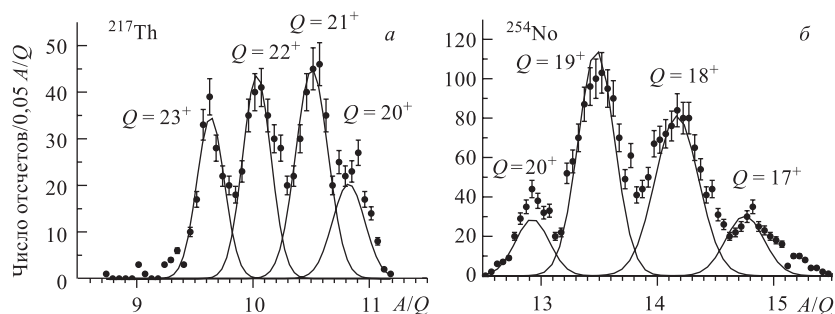 ²¹⁷Th
а
Q = 23⁺
Q = 22⁺
Q = 21⁺
Q = 20⁺
Число отсчетов/0,05 A/Q
50
40
30
20
10
0
9
10
11
A/Q
²⁵⁴No
б
Q = 20⁺
Q = 19⁺
Q = 18⁺
Q = 17⁺
120
100
80
60
40
20
0
13
14
15
A/Q